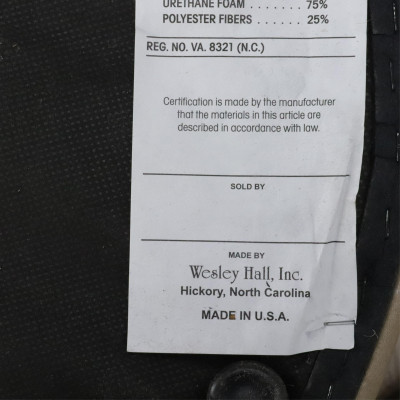 URETHANE FOAM . . . . . . . 75%
POLYESTER FIBERS . . . . . 25%
REG. NO. VA. 8321 (N.C.)
Certification is made by the manufacturer
that the materials in this article are
described in accordance with law.
SOLD BY
MADE BY
Wesley Hall, Inc.
Hickory, North Carolina
MADE IN U.S.A.